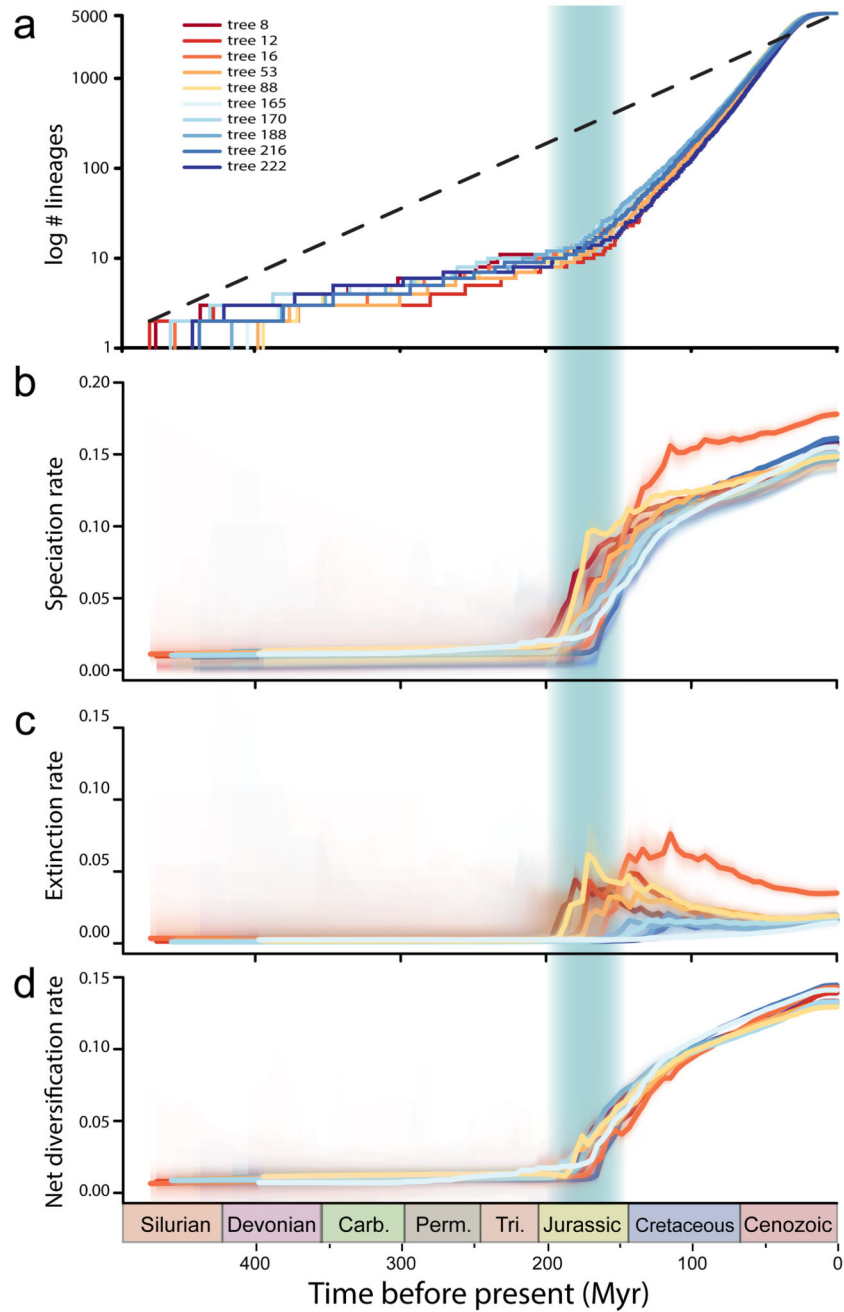 a
5000
1000
100
10
1
log # lineages
tree 8
tree 12
tree 16
tree 53
tree 88
tree 165
tree 170
tree 188
tree 216
tree 222
b
0.20
0.15
0.10
0.05
0.00
Speciation rate
c
0.15
0.10
0.05
0.00
Extinction rate
d
0.15
0.10
0.05
0.00
Net diversification rate
Silurian Devonian Carb. Perm. Tri. Jurassic Cretaceous Cenozoic
400 300 200 100 0
Time before present (Myr)